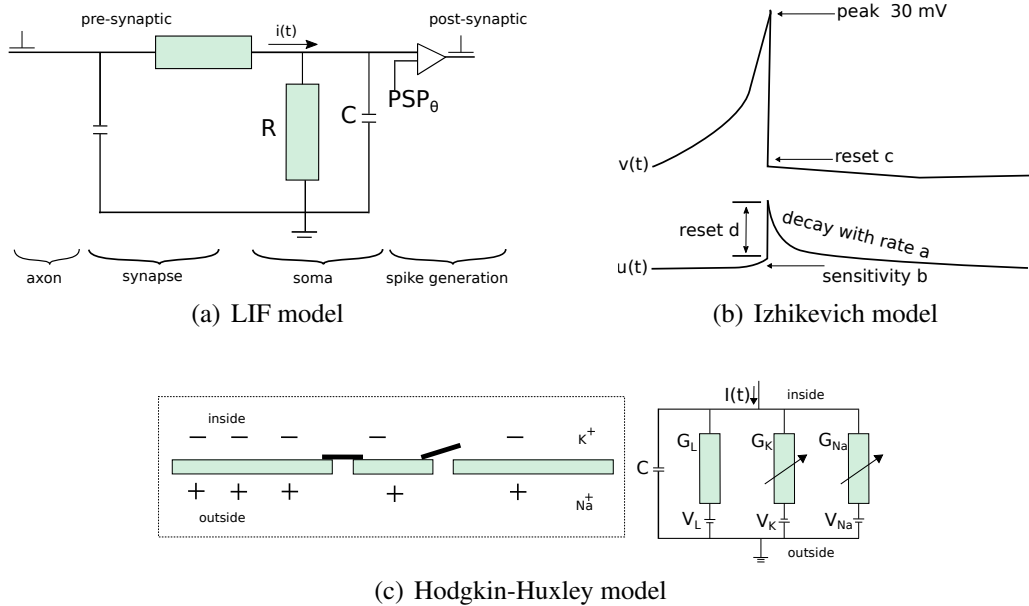 pre-synaptic
i(t)
post-synaptic
R
C
PSPθ
axon
synapse
soma
spike generation
(a) LIF model
peak 30 mV
v(t)
reset c
reset d
decay with rate a
u(t)
sensitivity b
(b) Izhikevich model
inside
− − − − −
K+
+ + + + +
Na+
outside
I(t)
inside
C
GL
GK
GNa
VL
VK
VNa
outside
(c) Hodgkin-Huxley model